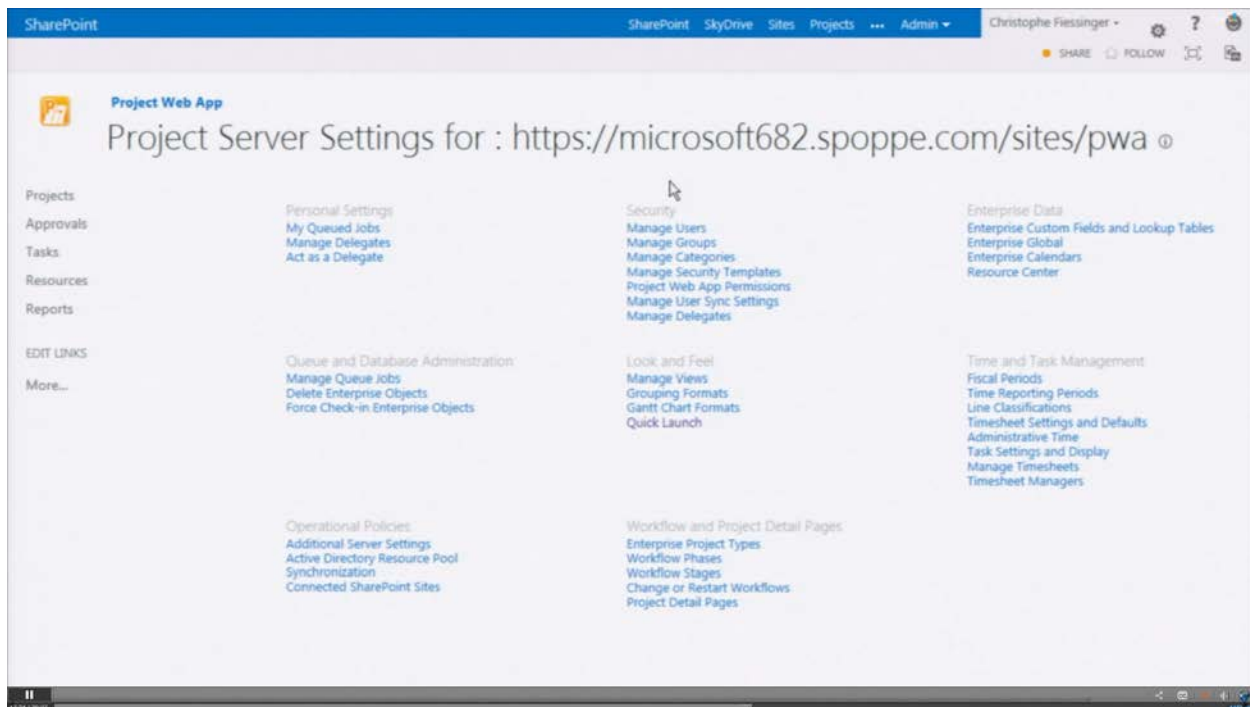 SharePoint
SharePoint SkyDrive Sites Projects ... Admin
Christophe Fiessinger
?
SHARE FOLLOW
Project Web App
Project Server Settings for : https://microsoft682.spoppe.com/sites/pwa
Projects
Approvals
Tasks
Resources
Reports
EDIT LINKS
More...
Personal Settings
My Queued Jobs
Manage Delegates
Act as a Delegate
Security
Manage Users
Manage Groups
Manage Categories
Manage Security Templates
Project Web App Permissions
Manage User Sync Settings
Manage Delegates
Enterprise Data
Enterprise Custom Fields and Lookup Tables
Enterprise Global
Enterprise Calendars
Resource Center
Queue and Database Administration
Manage Queue Jobs
Delete Enterprise Objects
Force Check-in Enterprise Objects
Look and Feel
Manage Views
Grouping Formats
Gantt Chart Formats
Quick Launch
Time and Task Management
Fiscal Periods
Time Reporting Periods
Line Classifications
Timesheet Settings and Defaults
Administrative Time
Task Settings and Display
Manage Timesheets
Timesheet Managers
Operational Policies
Additional Server Settings
Active Directory Resource Pool
Synchronization
Connected SharePoint Sites
Workflow and Project Detail Pages
Enterprise Project Types
Workflow Phases
Workflow Stages
Change or Restart Workflows
Project Detail Pages